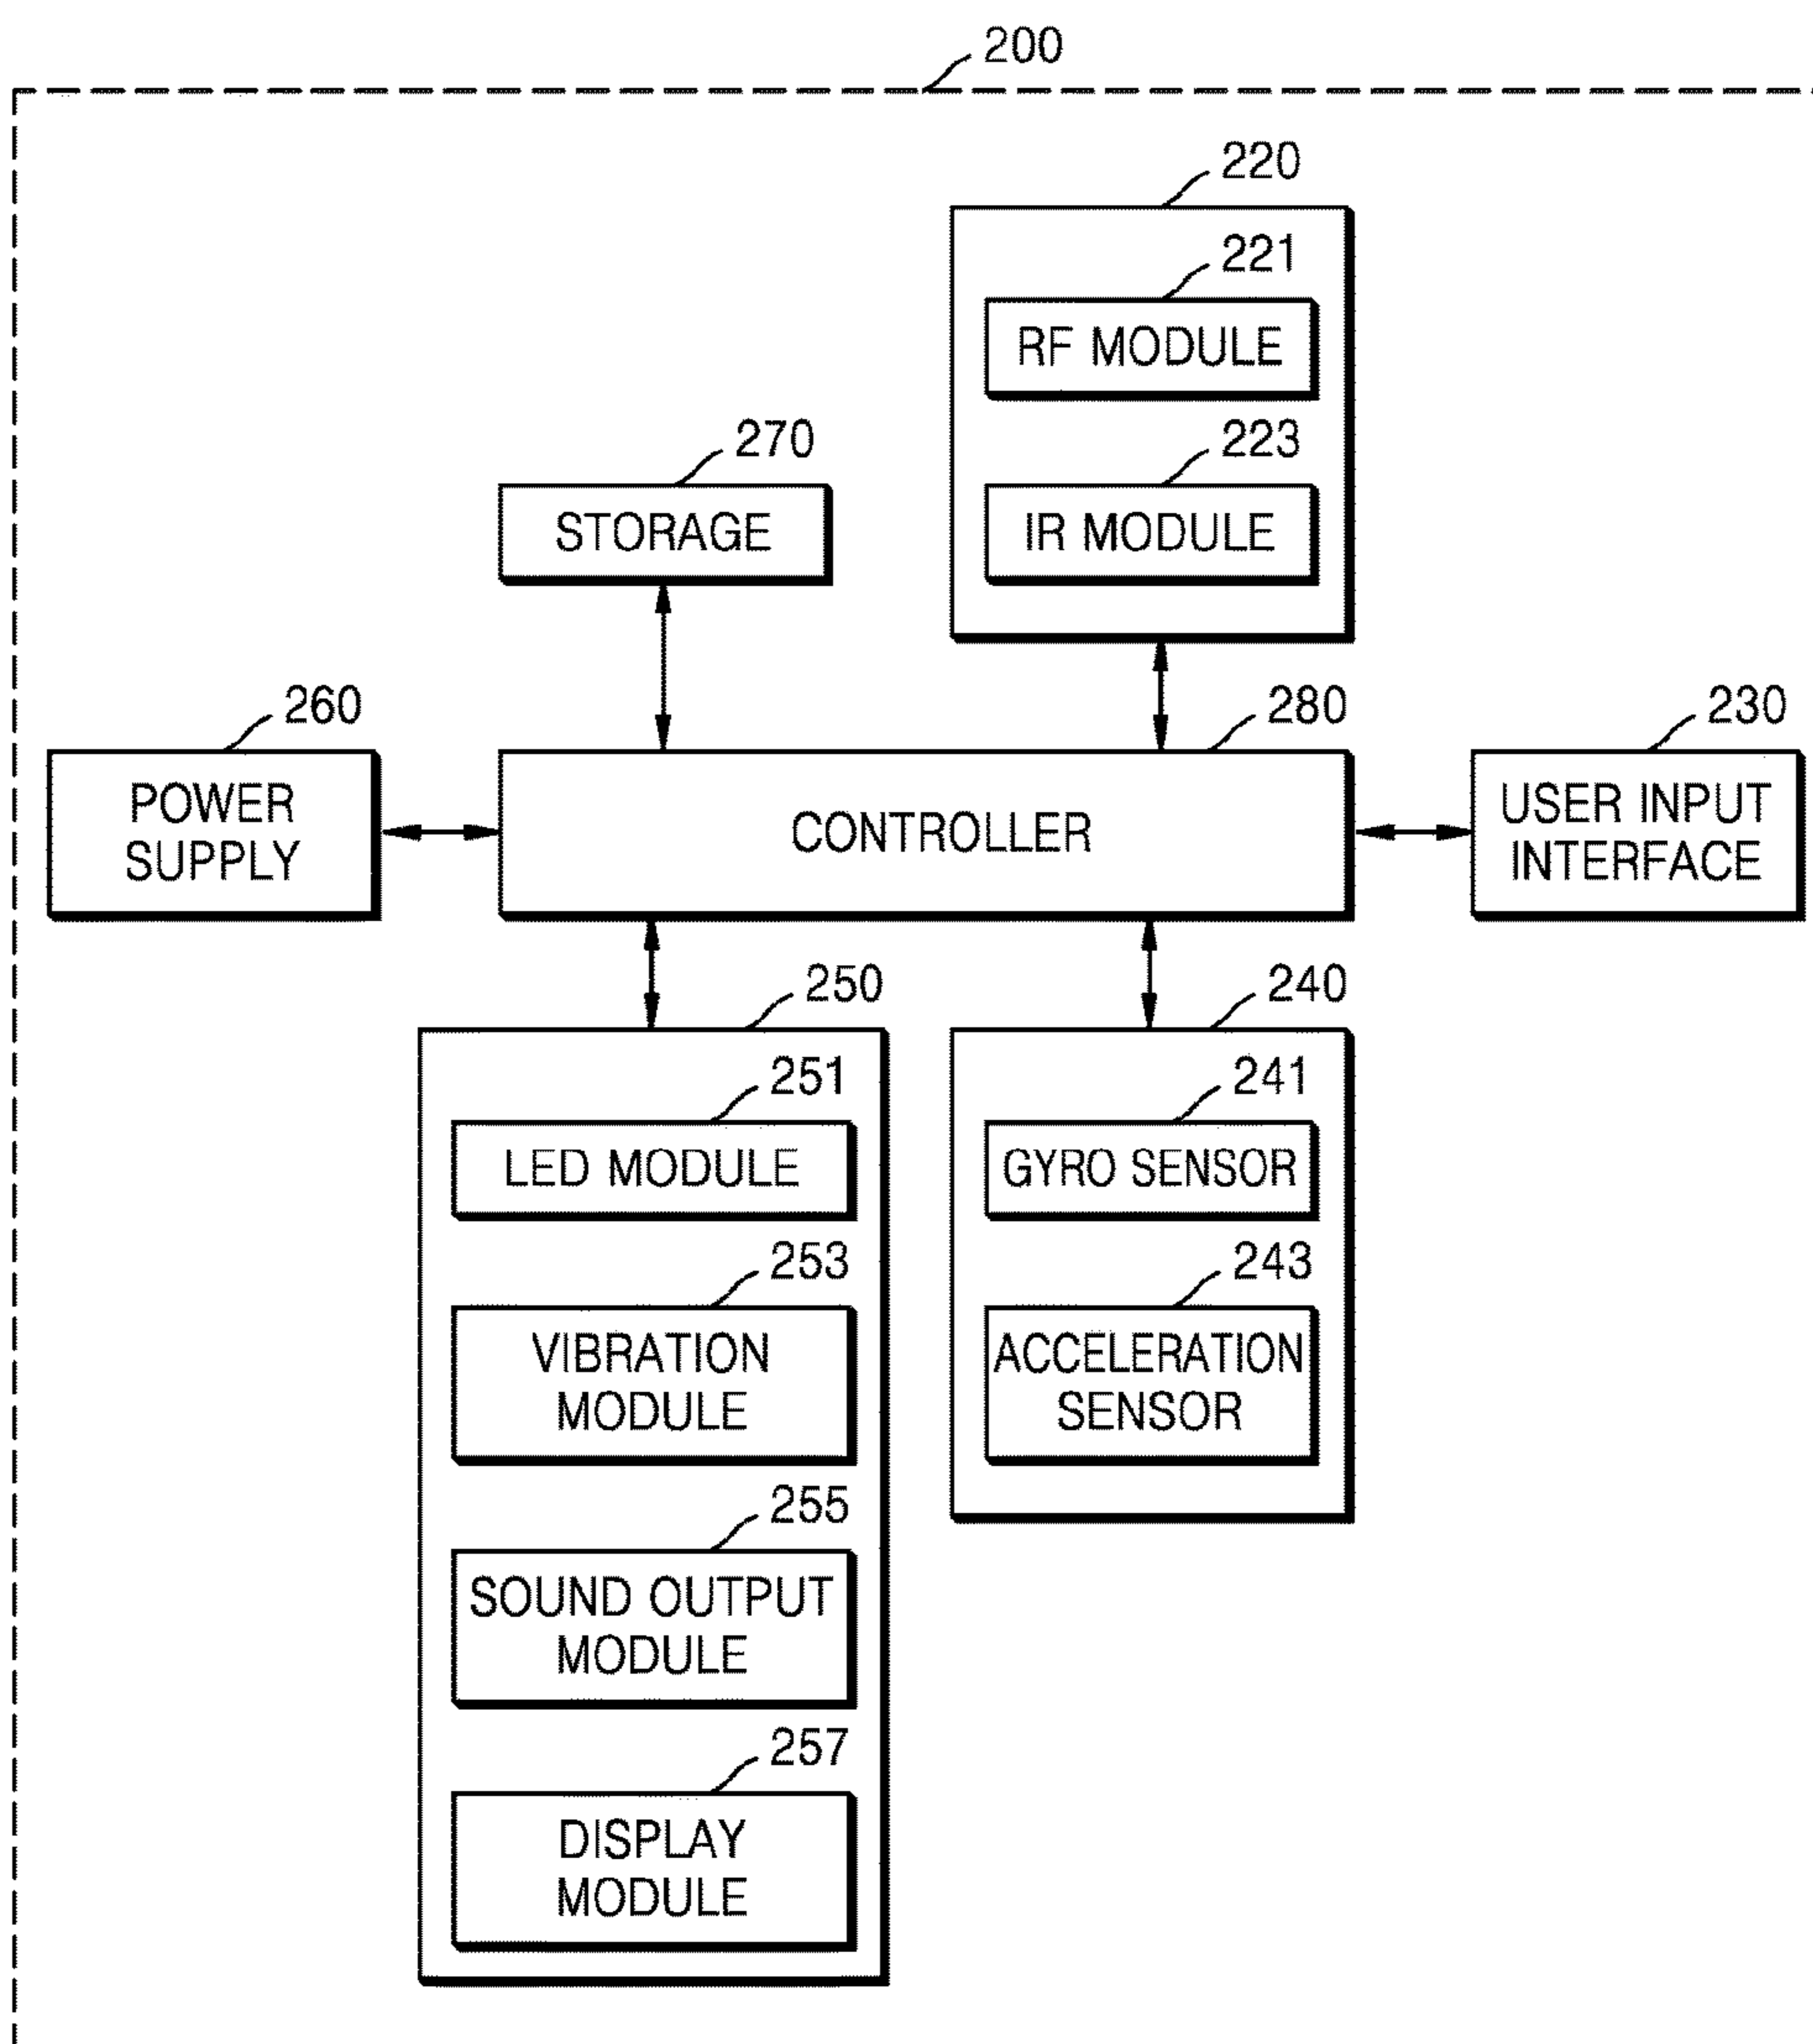 200
220
221
RF MODULE
223
IR MODULE
270
STORAGE
260
POWER
SUPPLY
280
CONTROLLER
230
USER INPUT
INTERFACE
250
251
LED MODULE
253
VIBRATION
MODULE
255
SOUND OUTPUT
MODULE
257
DISPLAY
MODULE
240
241
GYRO SENSOR
243
ACCELERATION
SENSOR